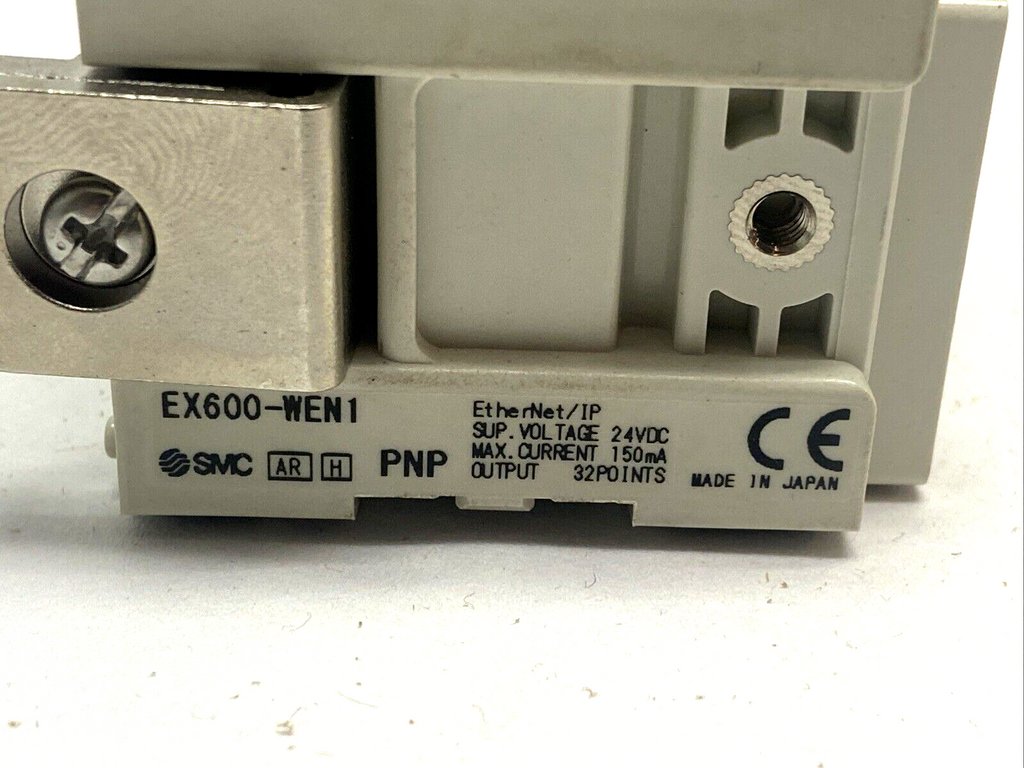 EX600-WEN1
SMC AR H PNP
EtherNet/IP
SUP. VOLTAGE 24VDC
MAX. CURRENT 150mA
OUTPUT 32POINTS
CE
MADE IN JAPAN